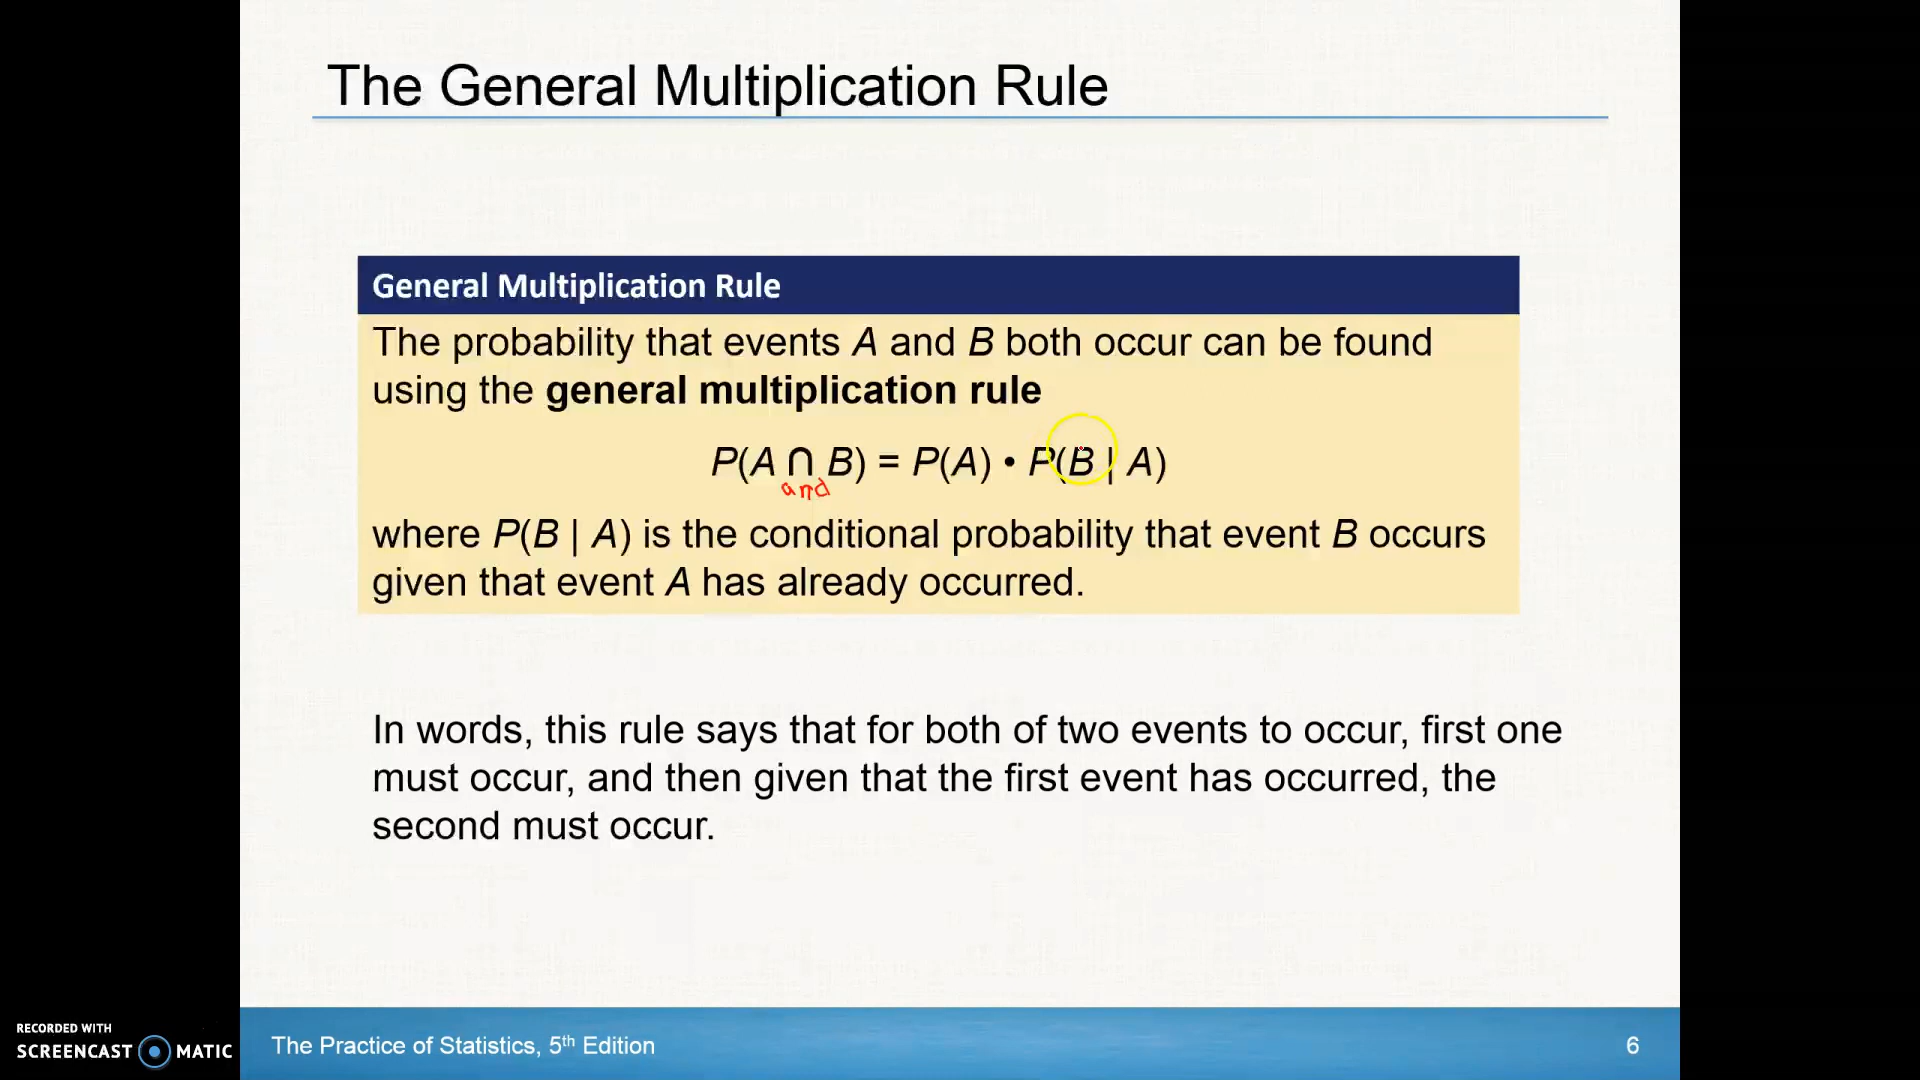 The General Multiplication Rule
General Multiplication Rule
The probability that events A and B both occur can be found
using the general multiplication rule
P(A ∩ B) = P(A) • P(B | A)
and
where P(B | A) is the conditional probability that event B occurs
given that event A has already occurred.
In words, this rule says that for both of two events to occur, first one
must occur, and then given that the first event has occurred, the
second must occur.
RECORDED WITH
SCREENCAST MATIC
The Practice of Statistics, 5th Edition
6